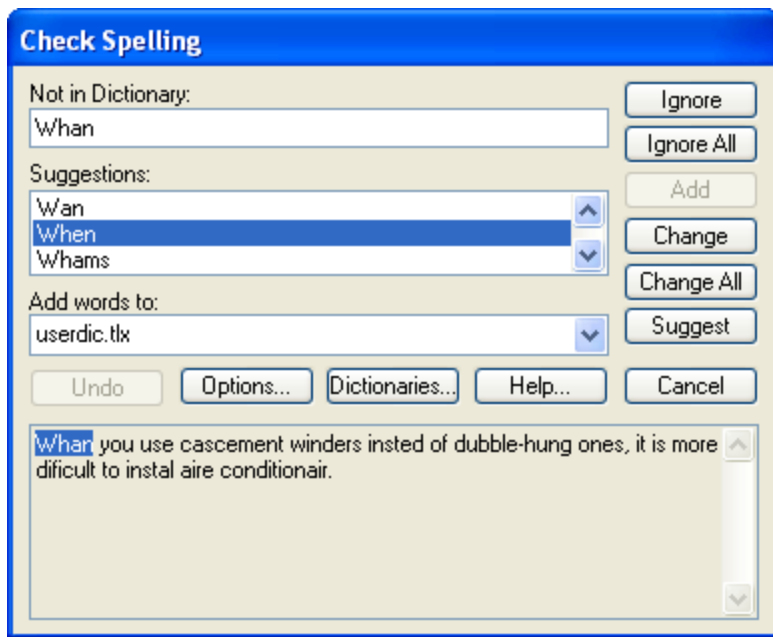 Check Spelling
Not in Dictionary:
Whan
Suggestions:
Wan
When
Whams
Add words to:
userdic.tlx
Ignore
Ignore All
Add
Change
Change All
Suggest
Undo
Options...
Dictionaries...
Help...
Cancel
Whan you use cascement winders insted of dubble-hung ones, it is more
dificult to instal aire conditionair.